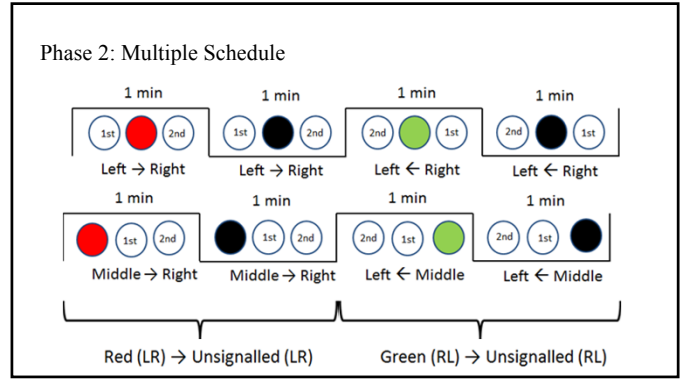 Phase 2: Multiple Schedule
1 min 1 min 1 min 1 min
1st 2nd 1st 2nd 2nd 1st 2nd 1st
Left → Right Left → Right Left ← Right Left ← Right
1 min 1 min 1 min 1 min
1st 2nd 1st 2nd 2nd 1st 2nd 1st
Middle → Right Middle → Right Left ← Middle Left ← Middle
Red (LR) → Unsignalled (LR) Green (RL) → Unsignalled (RL)